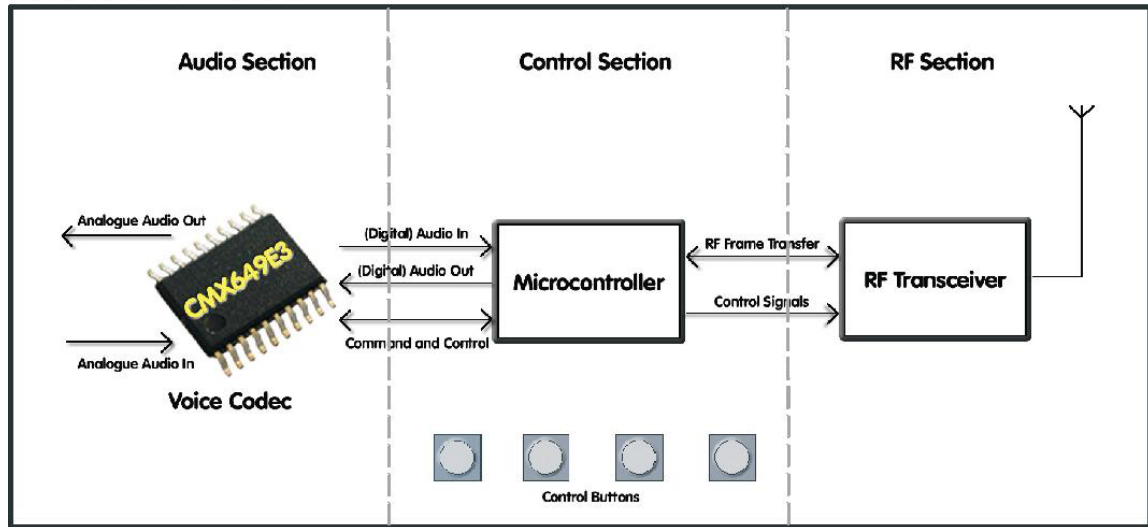 Audio Section
Control Section
RF Section
Analogue Audio Out
CMX649E3
Analogue Audio In
Voice Codec
(Digital) Audio In
(Digital) Audio Out
Command and Control
Microcontroller
RF Frame Transfer
Control Signals
RF Transceiver
Control Buttons